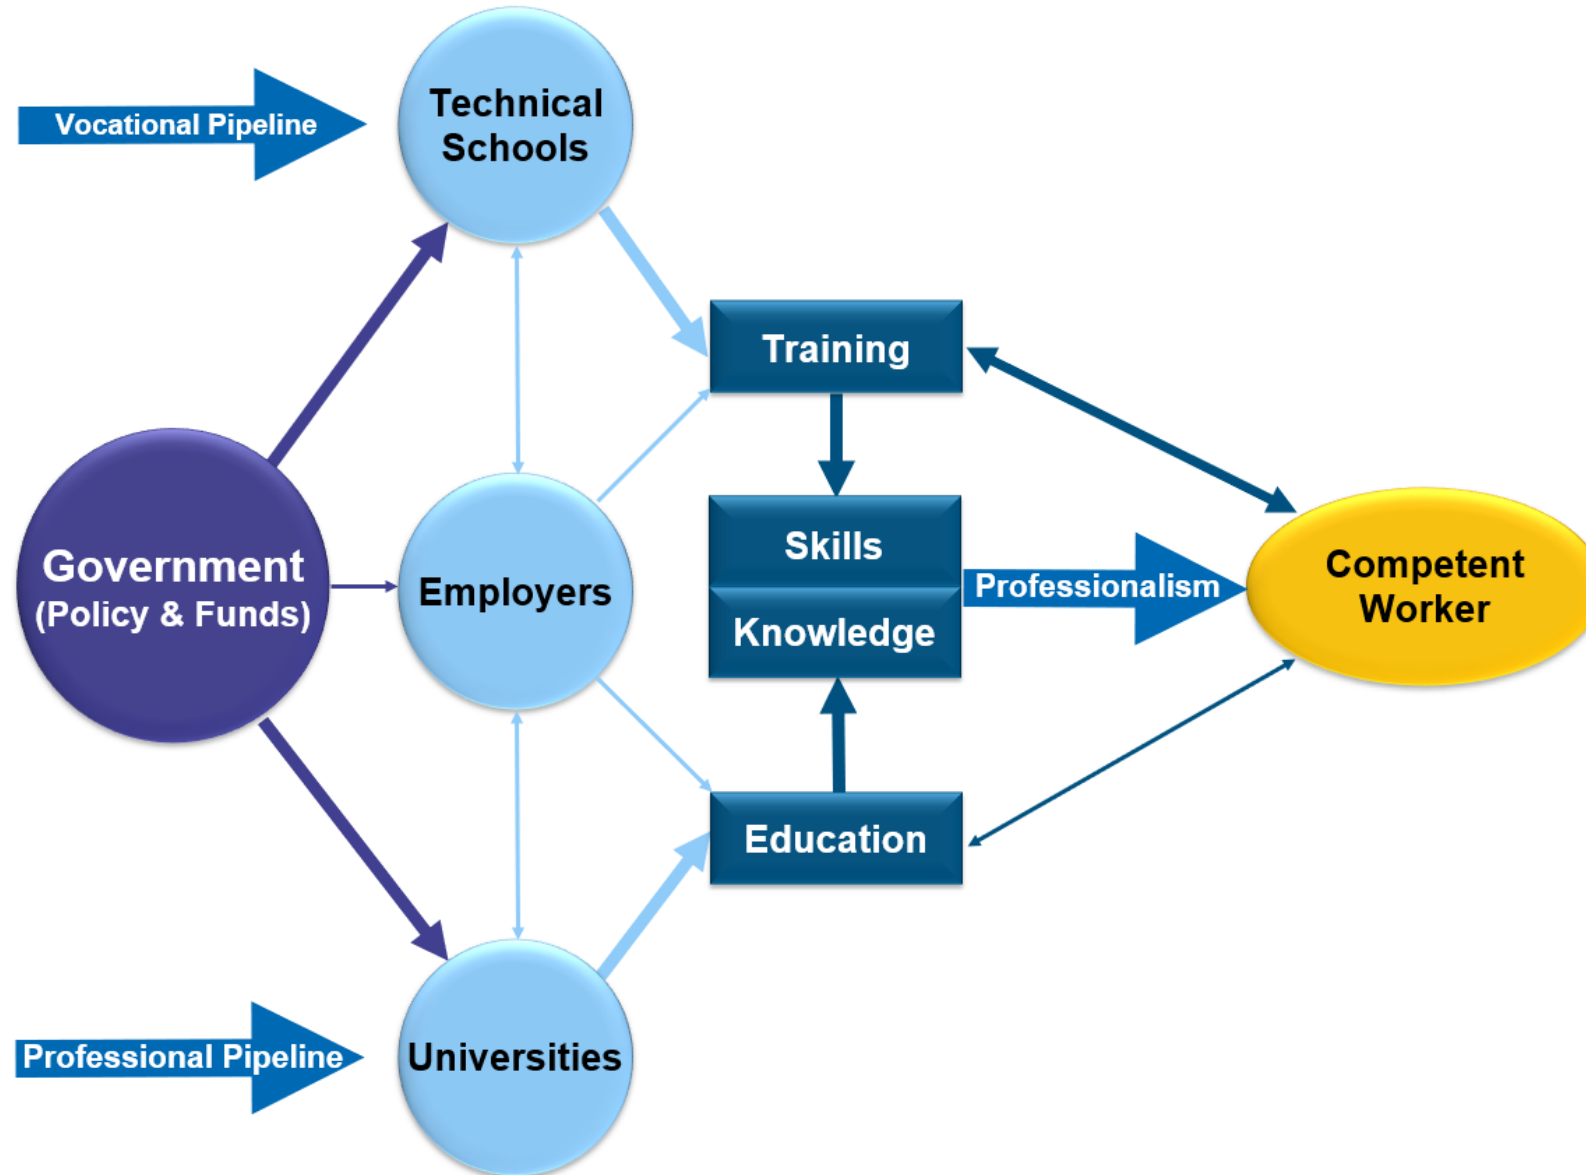 Vocational Pipeline
Technical
Schools
Training
Government
(Policy & Funds)
Employers
Skills
Knowledge
Professionalism
Competent
Worker
Education
Professional Pipeline
Universities